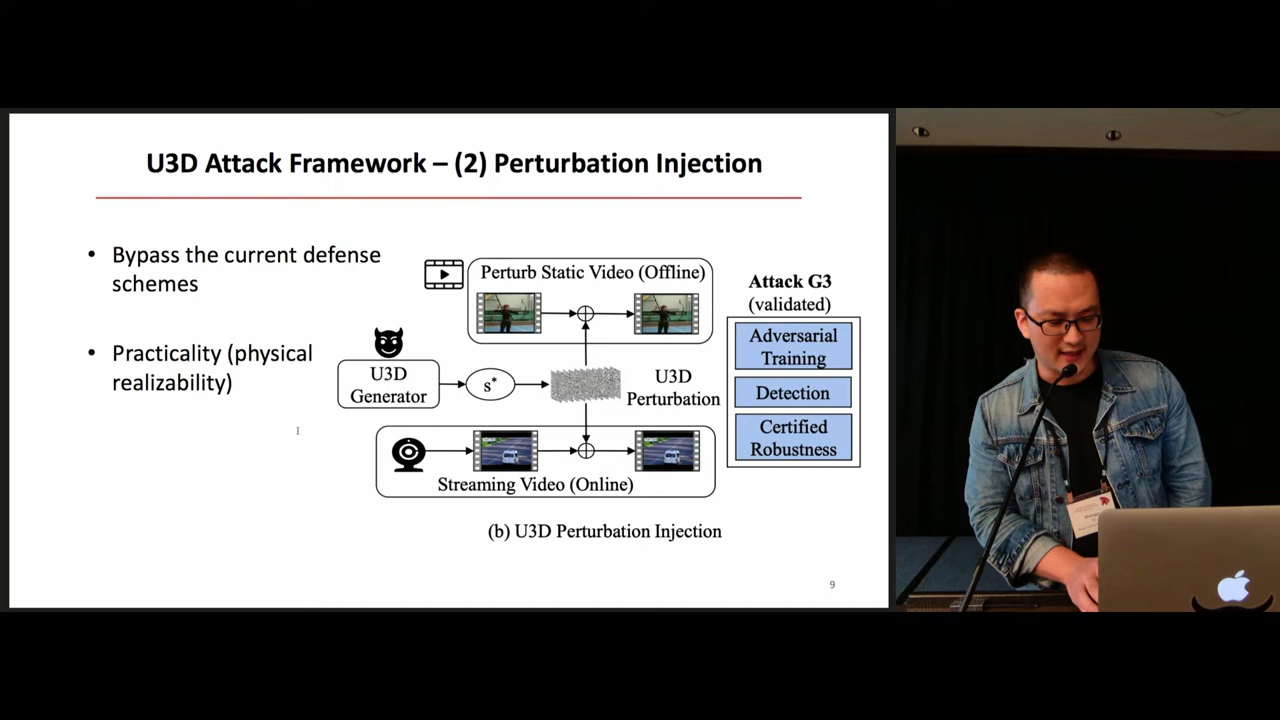 U3D Attack Framework – (2) Perturbation Injection
• Bypass the current defense
schemes
• Practicality (physical
realizability)
Perturb Static Video (Offline)
Attack G3
(validated)
Adversarial
Training
Detection
Certified
Robustness
U3D
Generator
s*
U3D
Perturbation
Streaming Video (Online)
(b) U3D Perturbation Injection
9